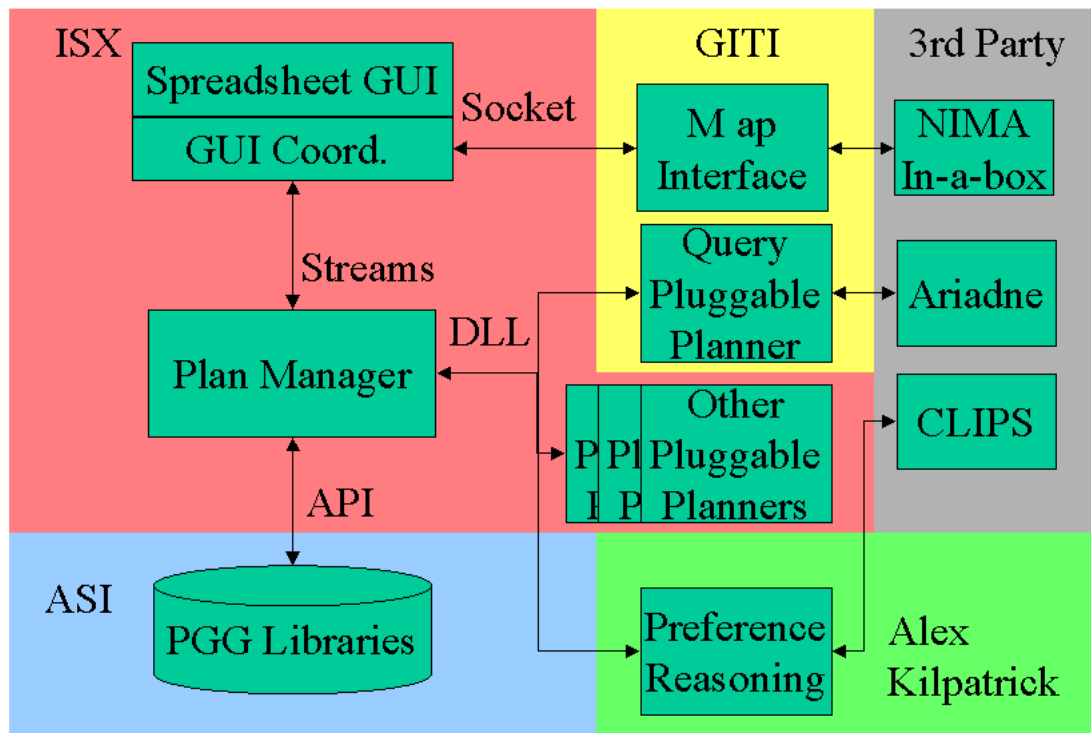 ISX
Spreadsheet GUI
GUI Coord.
Socket
GITI
M ap
Interface
3rd Party
NIMA
In-a-box
Streams
Query
Pluggable
Planner
Ariadne
DLL
Plan Manager
CLIPS
P
Pl
Other
Pluggable
Planners
P
API
ASI
PGG Libraries
Preference
Reasoning
Alex
Kilpatrick